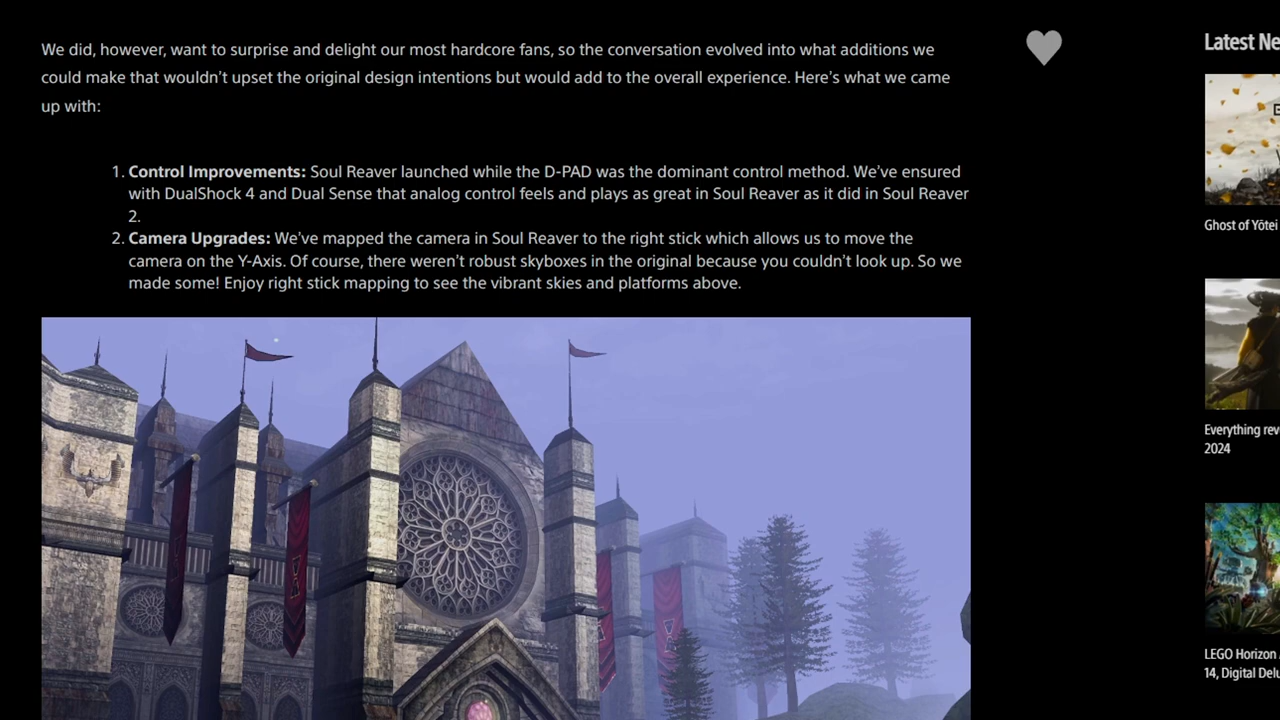 We did, however, want to surprise and delight our most hardcore fans, so the conversation evolved into what additions we
could make that wouldn't upset the original design intentions but would add to the overall experience. Here's what we came
up with:
1. Control Improvements: Soul Reaver launched while the D-PAD was the dominant control method. We've ensured
with DualShock 4 and Dual Sense that analog control feels and plays as great in Soul Reaver as it did in Soul Reaver
2.
2. Camera Upgrades: We've mapped the camera in Soul Reaver to the right stick which allows us to move the
camera on the Y-Axis. Of course, there weren't robust skyboxes in the original because you couldn't look up. So we
made some! Enjoy right stick mapping to see the vibrant skies and platforms above.
Latest Ne
Ghost of Yōtei
Everything rev
2024
LEGO Horizon
14, Digital Delu